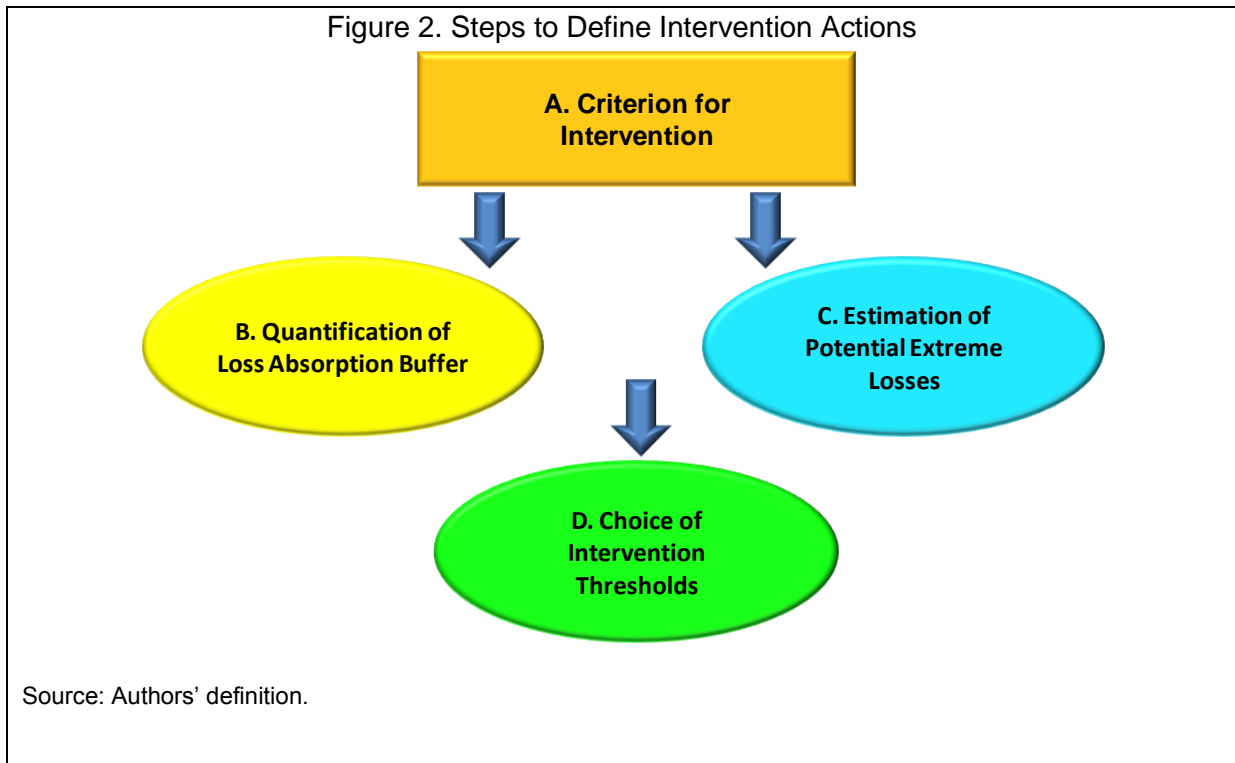 Figure 2. Steps to Define Intervention Actions
A. Criterion for
Intervention
B. Quantification of
Loss Absorption Buffer
C. Estimation of
Potential Extreme
Losses
D. Choice of
Intervention
Thresholds
Source: Authors’ definition.